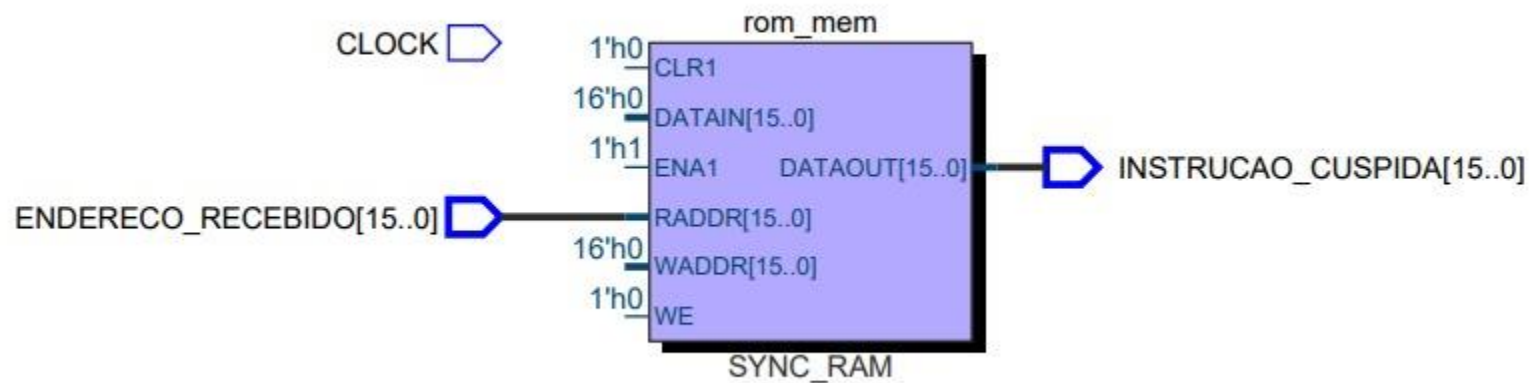 rom_mem
CLOCK
1'h0
CLR1
16'h0
DATAIN[15..0]
1'h1
ENA1 DATAOUT[15..0]
INSTRUCAO_CUSPIDA[15..0]
ENDERECO_RECEBIDO[15..0]
RADDR[15..0]
16'h0
WADDR[15..0]
1'h0
WE
SYNC_RAM